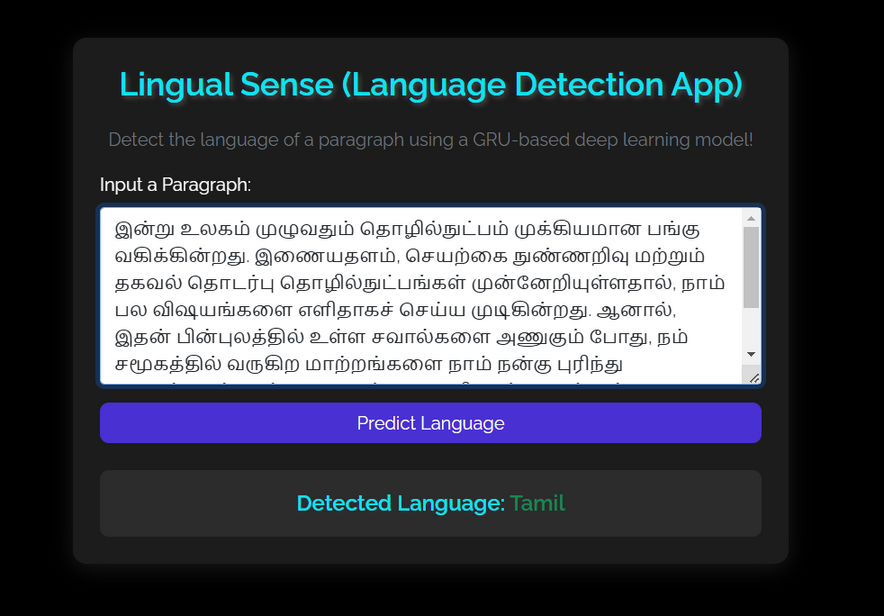 Lingual Sense (Language Detection App)
Detect the language of a paragraph using a GRU-based deep learning model!
Input a Paragraph:
இன்று உலகம் முழுவதும் தொழில்நுட்பம் முக்கியமான பங்கு
வகிக்கின்றது. இணையதளம், செயற்கை நுண்ணறிவு மற்றும்
தகவல் தொடர்பு தொழில்நுட்பங்கள் முன்னேறியுள்ளதால், நாம்
பல விஷயங்களை எளிதாகச் செய்ய முடிகின்றது. ஆனால்,
இதன் பின்புலத்தில் உள்ள சவால்களை அணுகும் போது, நம்
சமூகத்தில் வருகிற மாற்றங்களை நாம் நன்கு புரிந்து
Predict Language
Detected Language: Tamil